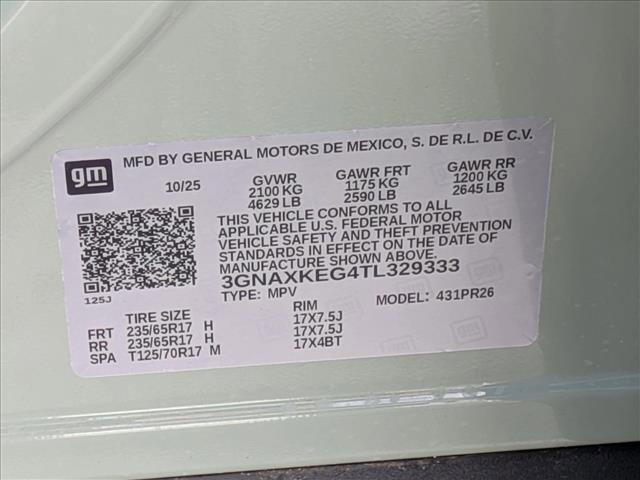 gm
MFD BY GENERAL MOTORS DE MEXICO, S. DE R.L. DE C.V.
10/25 GVWR GAWR FRT GAWR RR
2100 KG 1175 KG 1200 KG
4629 LB 2590 LB 2645 LB
THIS VEHICLE CONFORMS TO ALL
APPLICABLE U.S. FEDERAL MOTOR
VEHICLE SAFETY AND THEFT PREVENTION
STANDARDS IN EFFECT ON THE DATE OF
MANUFACTURE SHOWN ABOVE.
3GNAXKEG4TL329333
125J
TYPE: MPV MODEL: 431PR26
TIRE SIZE RIM
FRT 235/65R17 H 17X7.5J
RR 235/65R17 H 17X7.5J
SPA T125/70R17 M 17X4BT